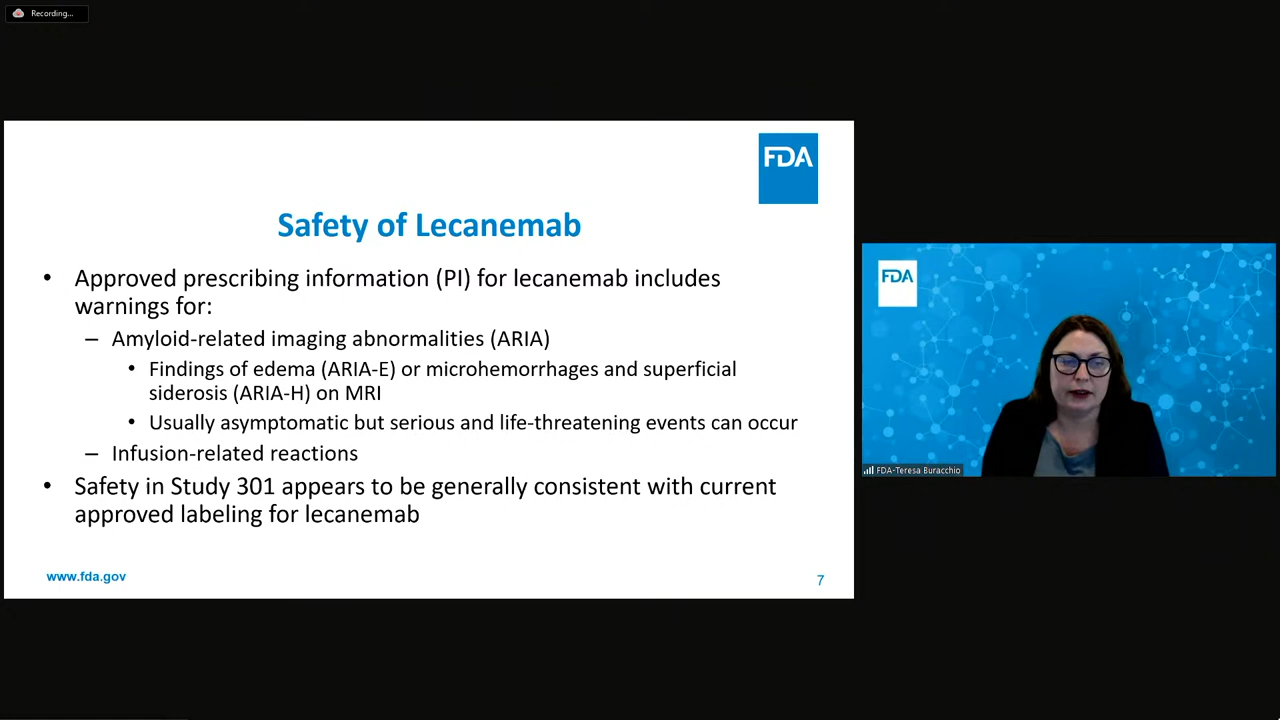 Recording...
FDA
Safety of Lecanemab
• Approved prescribing information (PI) for lecanemab includes
warnings for:
– Amyloid-related imaging abnormalities (ARIA)
• Findings of edema (ARIA-E) or microhemorrhages and superficial
siderosis (ARIA-H) on MRI
• Usually asymptomatic but serious and life-threatening events can occur
– Infusion-related reactions
• Safety in Study 301 appears to be generally consistent with current
approved labeling for lecanemab
www.fda.gov
7
FDA
FDA-Teresa Buracchio